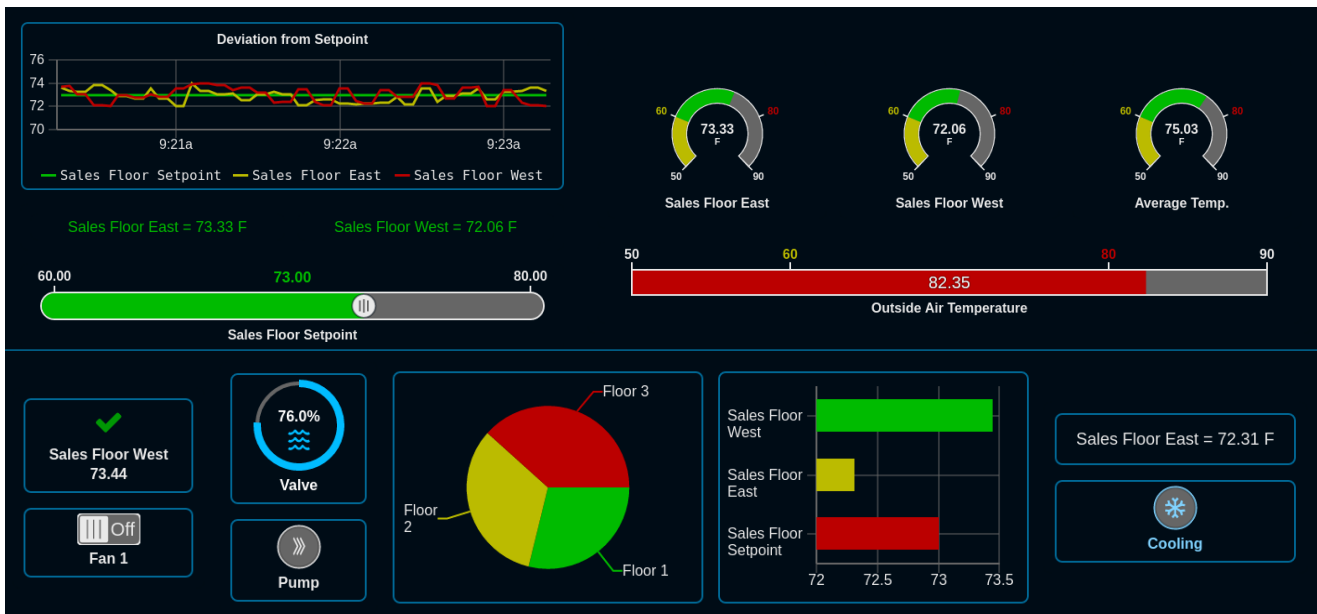 Deviation from Setpoint
76
74
72
70
9:21a 9:22a 9:23a
Sales Floor Setpoint Sales Floor East Sales Floor West
60 80
73.33
F
50 90
Sales Floor East
60 80
72.06
F
50 90
Sales Floor West
60 80
75.03
F
50 90
Average Temp.
Sales Floor East = 73.33 F
Sales Floor West = 72.06 F
60.00 73.00 80.00
Sales Floor Setpoint
50 60 80 90
82.35
Outside Air Temperature
Sales Floor West
73.44
Off
Fan 1
76.0%
Valve
Pump
Floor 3
Floor
2
Floor 1
Sales Floor
West
Sales Floor
East
Sales Floor
Setpoint
72 72.5 73 73.5
Sales Floor East = 72.31 F
Cooling